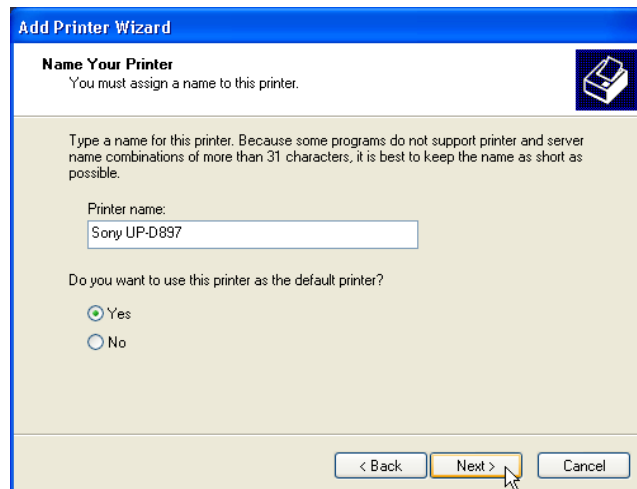 Add Printer Wizard
Name Your Printer
You must assign a name to this printer.
Type a name for this printer. Because some programs do not support printer and server
name combinations of more than 31 characters, it is best to keep the name as short as
possible.
Printer name:
Sony UP-D897
Do you want to use this printer as the default printer?
Yes
No
< Back Next > Cancel